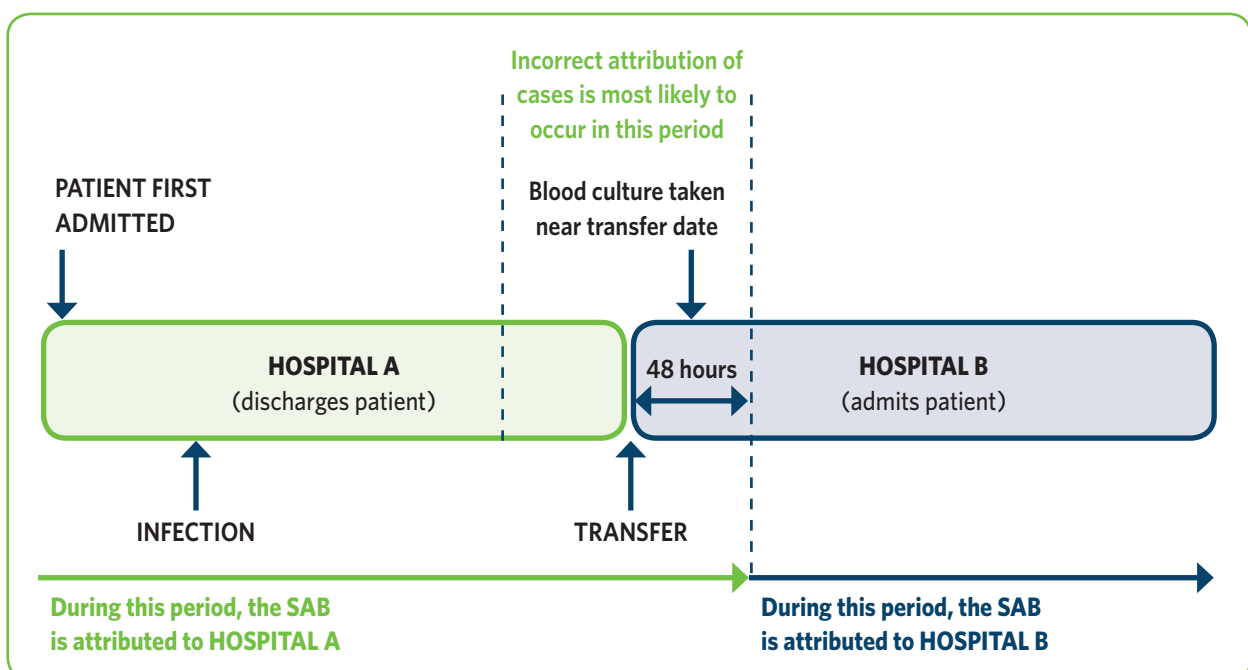 Incorrect attribution of
cases is most likely to
occur in this period
PATIENT FIRST
ADMITTED
Blood culture taken
near transfer date
HOSPITAL A
(discharges patient)
48 hours
HOSPITAL B
(admits patient)
INFECTION
TRANSFER
During this period, the SAB
is attributed to HOSPITAL A
During this period, the SAB
is attributed to HOSPITAL B